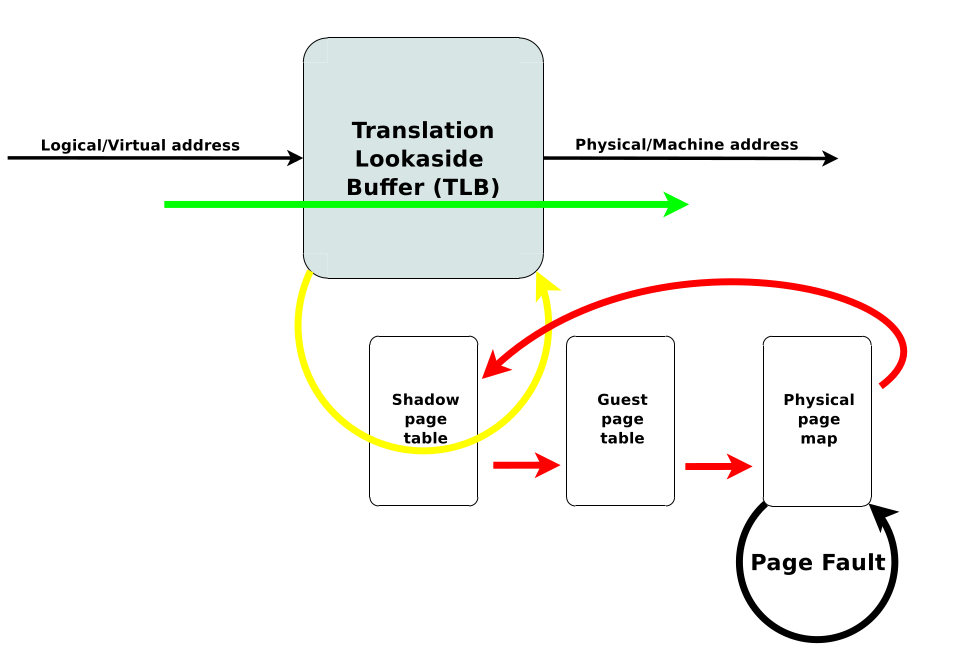 Logical/Virtual address
Translation
Lookaside
Buffer (TLB)
Physical/Machine address
Shadow
page
table
Guest
page
table
Physical
page
map
Page Fault